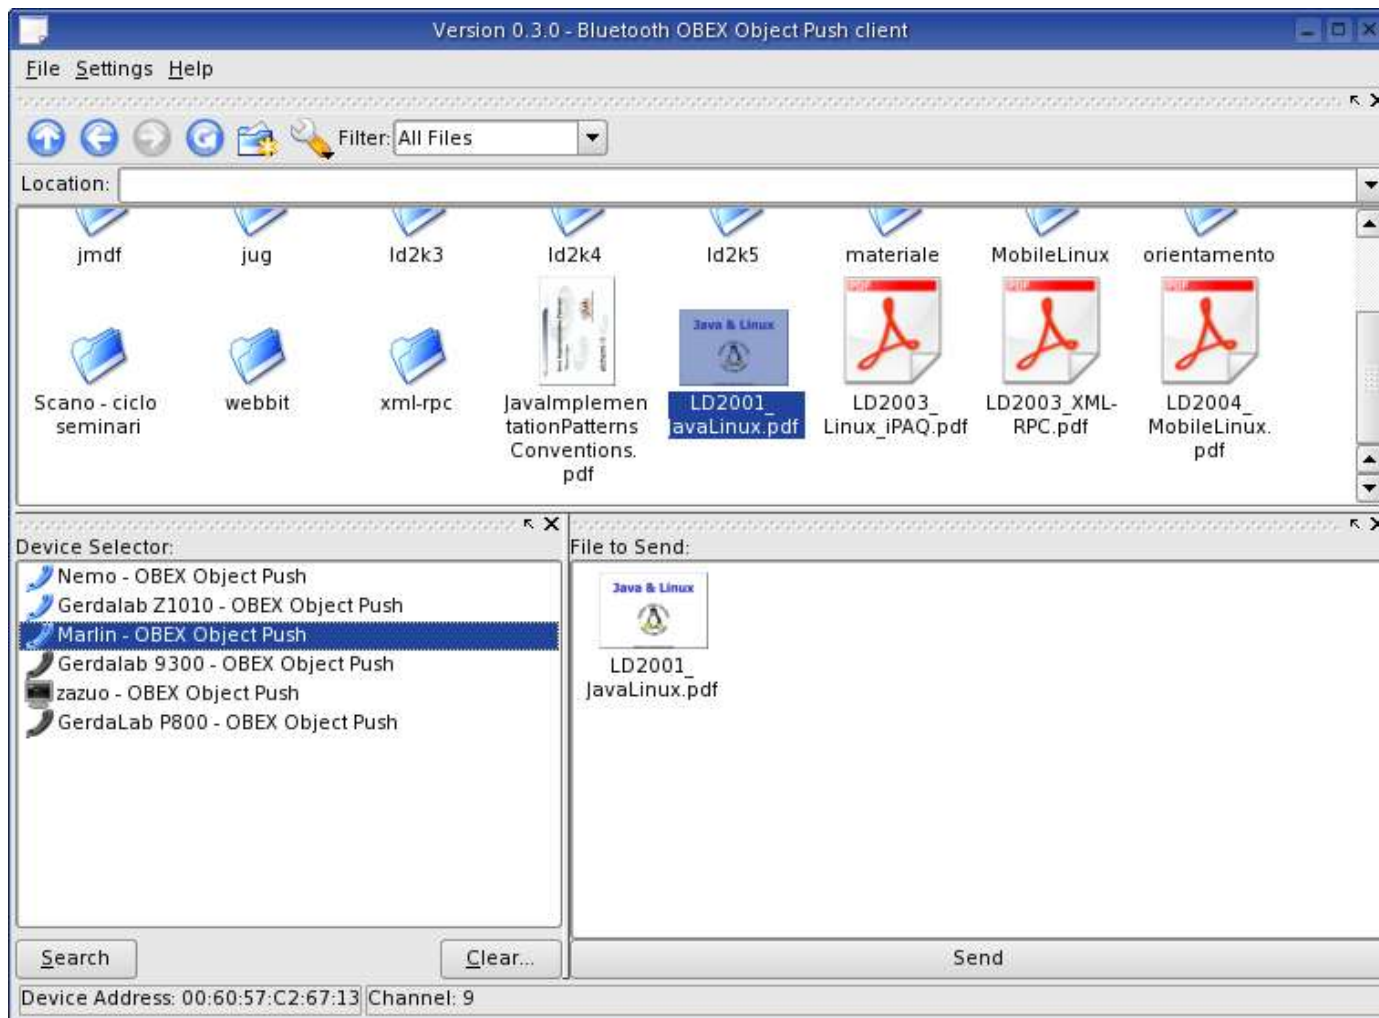 Version 0.3.0 - Bluetooth OBEX Object Push client
File Settings Help
Filter: All Files
Location:
jmdf jug ld2k3 ld2k4 ld2k5 materiale MobileLinux orientamento
Java & Linux
Scano - ciclo seminari
webbit
xml-rpc
JavaImplemen
tationPatterns
Conventions.
pdf
LD2001_
JavaLinux.pdf
LD2003_
Linux_iPAQ.pdf
LD2003_XML-
RPC.pdf
LD2004_
MobileLinux.
pdf
Device Selector:
Nemo - OBEX Object Push
Gerdalab Z1010 - OBEX Object Push
Marlin - OBEX Object Push
Gerdalab 9300 - OBEX Object Push
zazuo - OBEX Object Push
GerdaLab P800 - OBEX Object Push
Search Clear...
File to Send:
Java & Linux
LD2001_
JavaLinux.pdf
Send
Device Address: 00:60:57:C2:67:13 Channel: 9